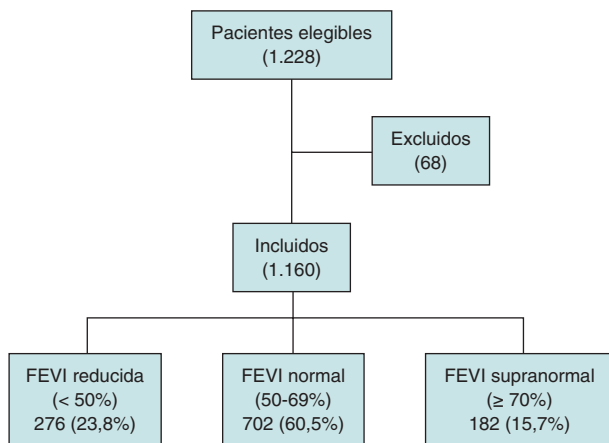 Pacientes elegibles
(1.228)
Excluidos
(68)
Incluidos
(1.160)
FEVI reducida
(< 50%)
276 (23,8%)
FEVI normal
(50-69%)
702 (60,5%)
FEVI supranormal
(≥ 70%)
182 (15,7%)